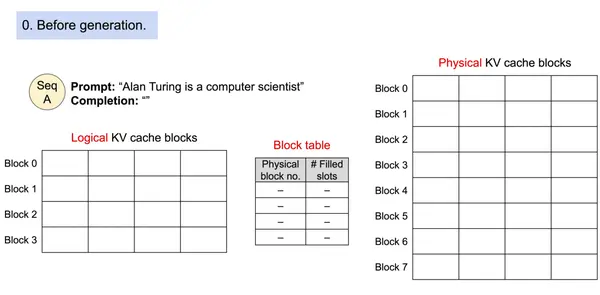 0. Before generation.
Seq
A
Prompt: “Alan Turing is a computer scientist”
Completion: “”
Logical KV cache blocks
Block 0
Block 1
Block 2
Block 3
Block table
Physical block no. # Filled slots
– –
– –
– –
– –
Physical KV cache blocks
Block 0
Block 1
Block 2
Block 3
Block 4
Block 5
Block 6
Block 7